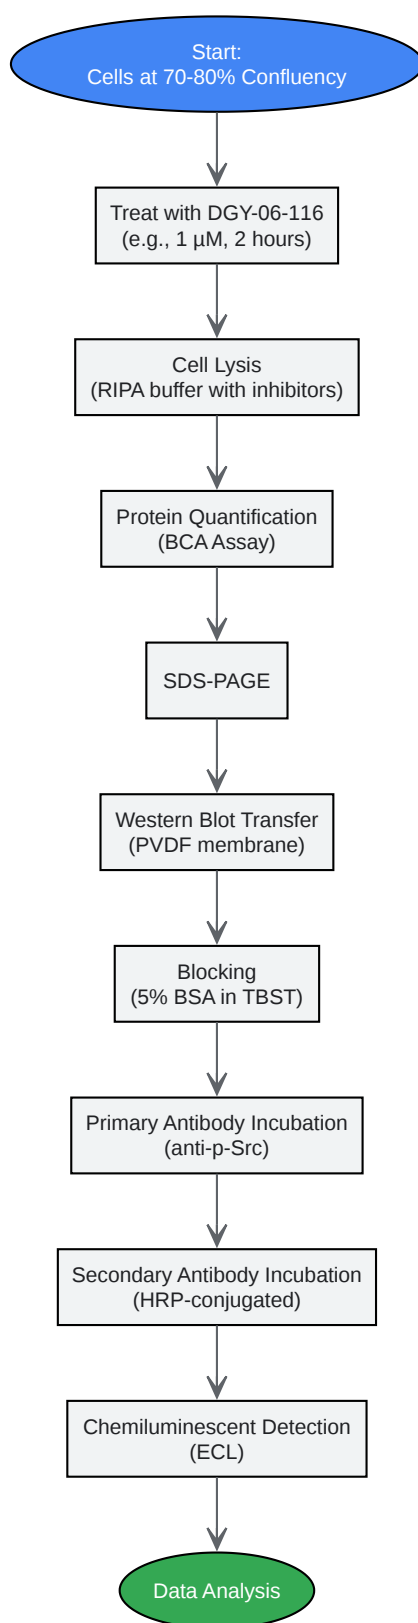 Start:
Cells at 70-80% Confluency
Treat with DGY-06-116
(e.g., 1 µM, 2 hours)
Cell Lysis
(RIPA buffer with inhibitors)
Protein Quantification
(BCA Assay)
SDS-PAGE
Western Blot Transfer
(PVDF membrane)
Blocking
(5% BSA in TBST)
Primary Antibody Incubation
(anti-p-Src)
Secondary Antibody Incubation
(HRP-conjugated)
Chemiluminescent Detection
(ECL)
Data Analysis